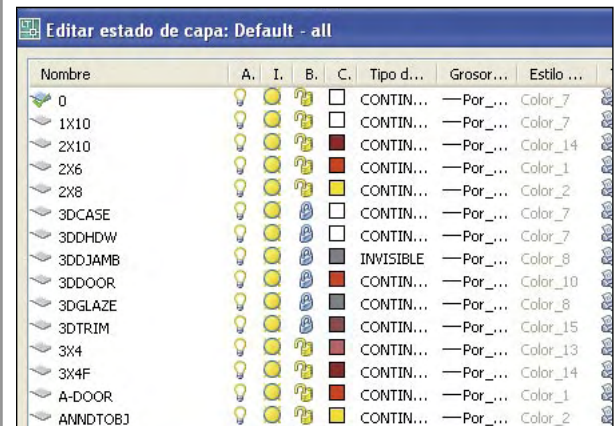 Editar estado de capa: Default - all
Nombre A. I. B. C. Tipo d... Grosor... Estilo ...
0 CONTIN... Por_... Color_7
1X10 CONTIN... Por_... Color_7
2X10 CONTIN... Por_... Color_14
2X6 CONTIN... Por_... Color_1
2X8 CONTIN... Por_... Color_2
3DCASE CONTIN... Por_... Color_7
3DDHDW CONTIN... Por_... Color_7
3DDJAMB INVISIBLE Por_... Color_8
3DDOOR CONTIN... Por_... Color_10
3DGLAZE CONTIN... Por_... Color_8
3DTRIM CONTIN... Por_... Color_15
3X4 CONTIN... Por_... Color_13
3X4F CONTIN... Por_... Color_14
A-DOOR CONTIN... Por_... Color_1
ANNDTOBJ CONTIN... Por_... Color_2